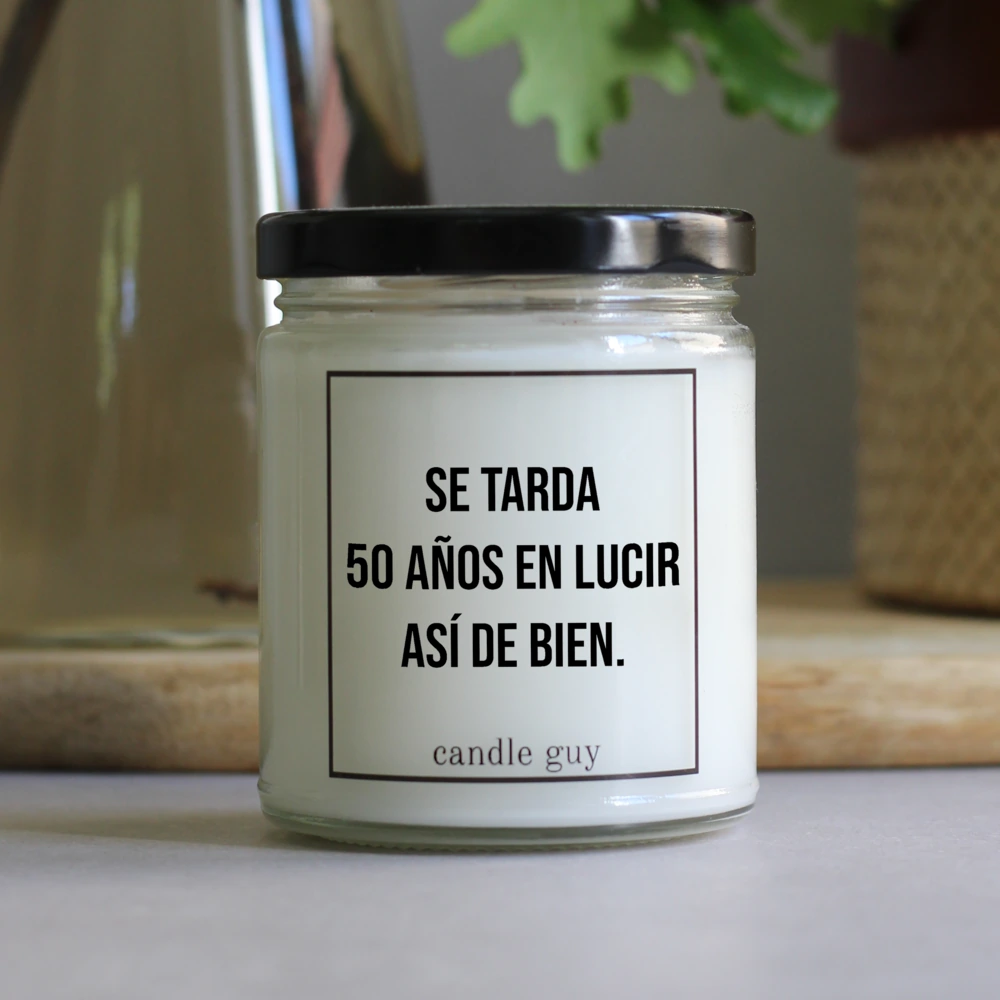 SE TARDA
50 AÑOS EN LUCIR
ASÍ DE BIEN.
candle guy